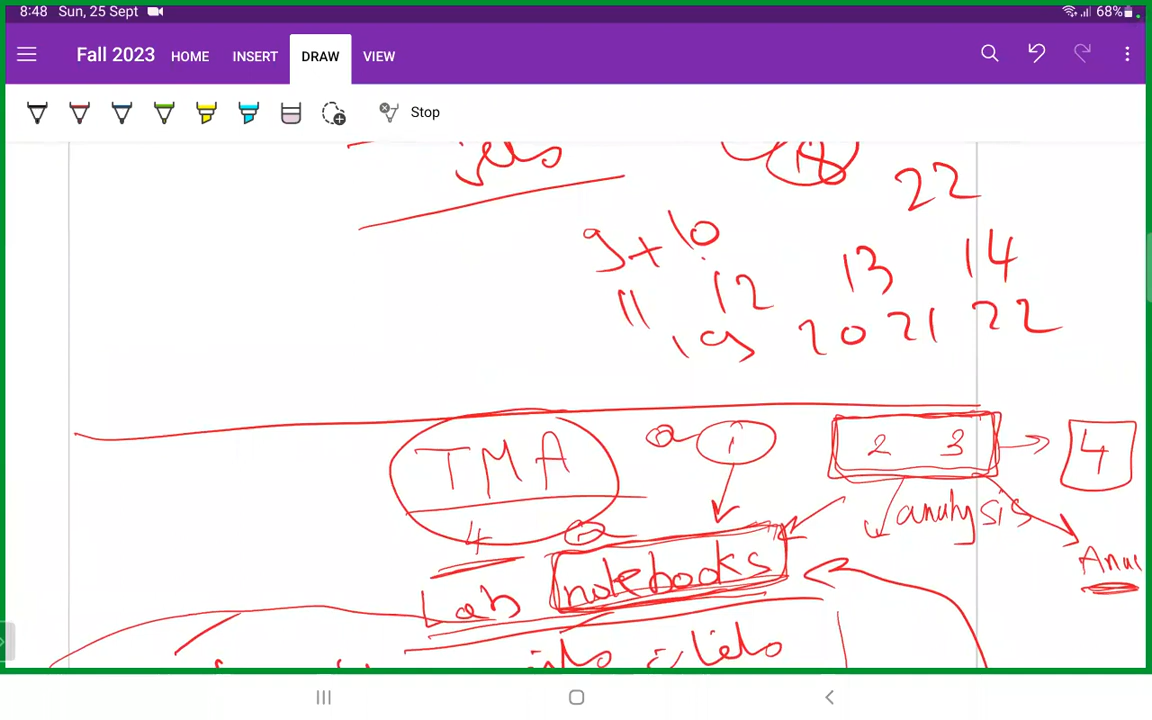 8:48 Sun, 25 Sept 68%
Fall 2023 HOME INSERT DRAW VIEW
Stop
18
22
9+10 13 14
11 12
19 20 21 22
TMA a 1 2 3 4
4 analysis
Lab notebooks